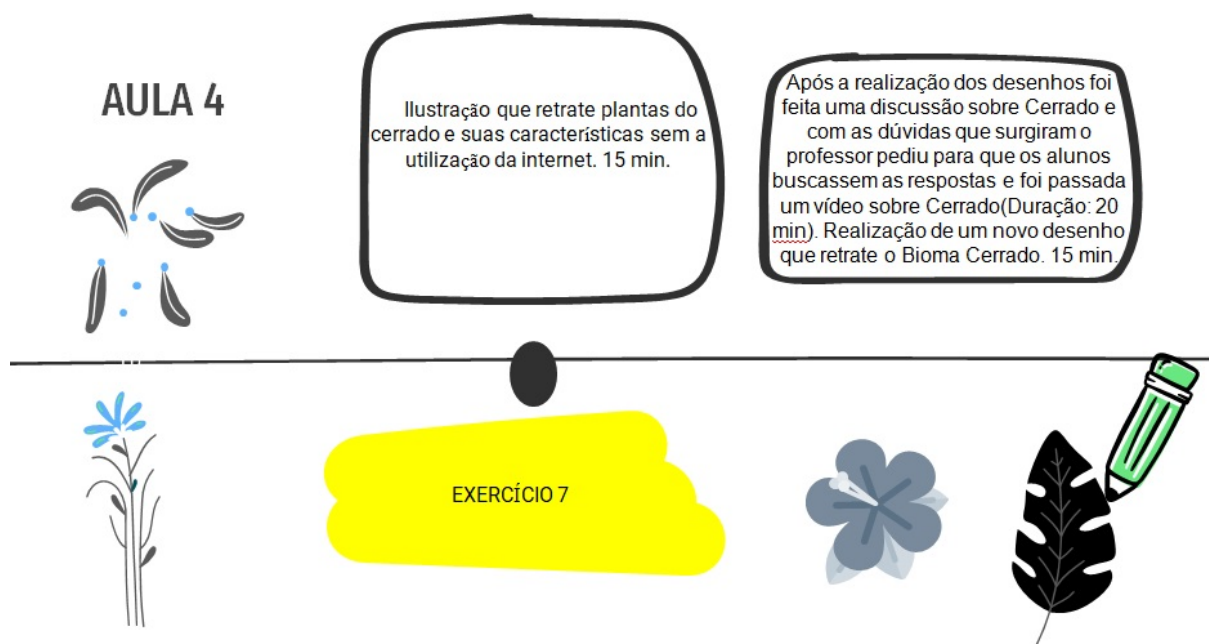 AULA 4
Ilustração que retrate plantas do
cerrado e suas características sem a
utilização da internet. 15 min.
Após a realização dos desenhos foi
feita uma discussão sobre Cerrado e
com as dúvidas que surgiram o
professor pediu para que os alunos
buscassem as respostas e foi passada
um vídeo sobre Cerrado(Duração: 20
min). Realização de um novo desenho
que retrate o Bioma Cerrado. 15 min.
EXERCÍCIO 7